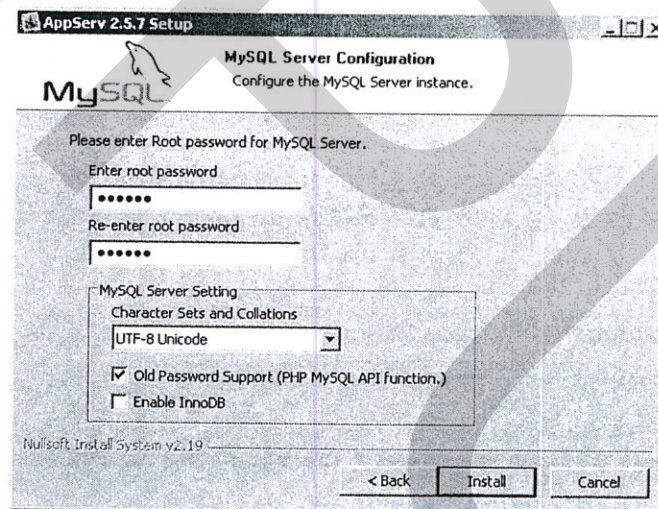 AppServ 2.5.7 Setup
MySQL Server Configuration
Configure the MySQL Server instance.
MySQL
Please enter Root password for MySQL Server.
Enter root password
••••••
Re-enter root password
••••••
MySQL Server Setting
Character Sets and Collations
UTF-8 Unicode
Old Password Support (PHP MySQL API function.)
Enable InnoDB
Nullsoft Install System v2.19
< Back Install Cancel